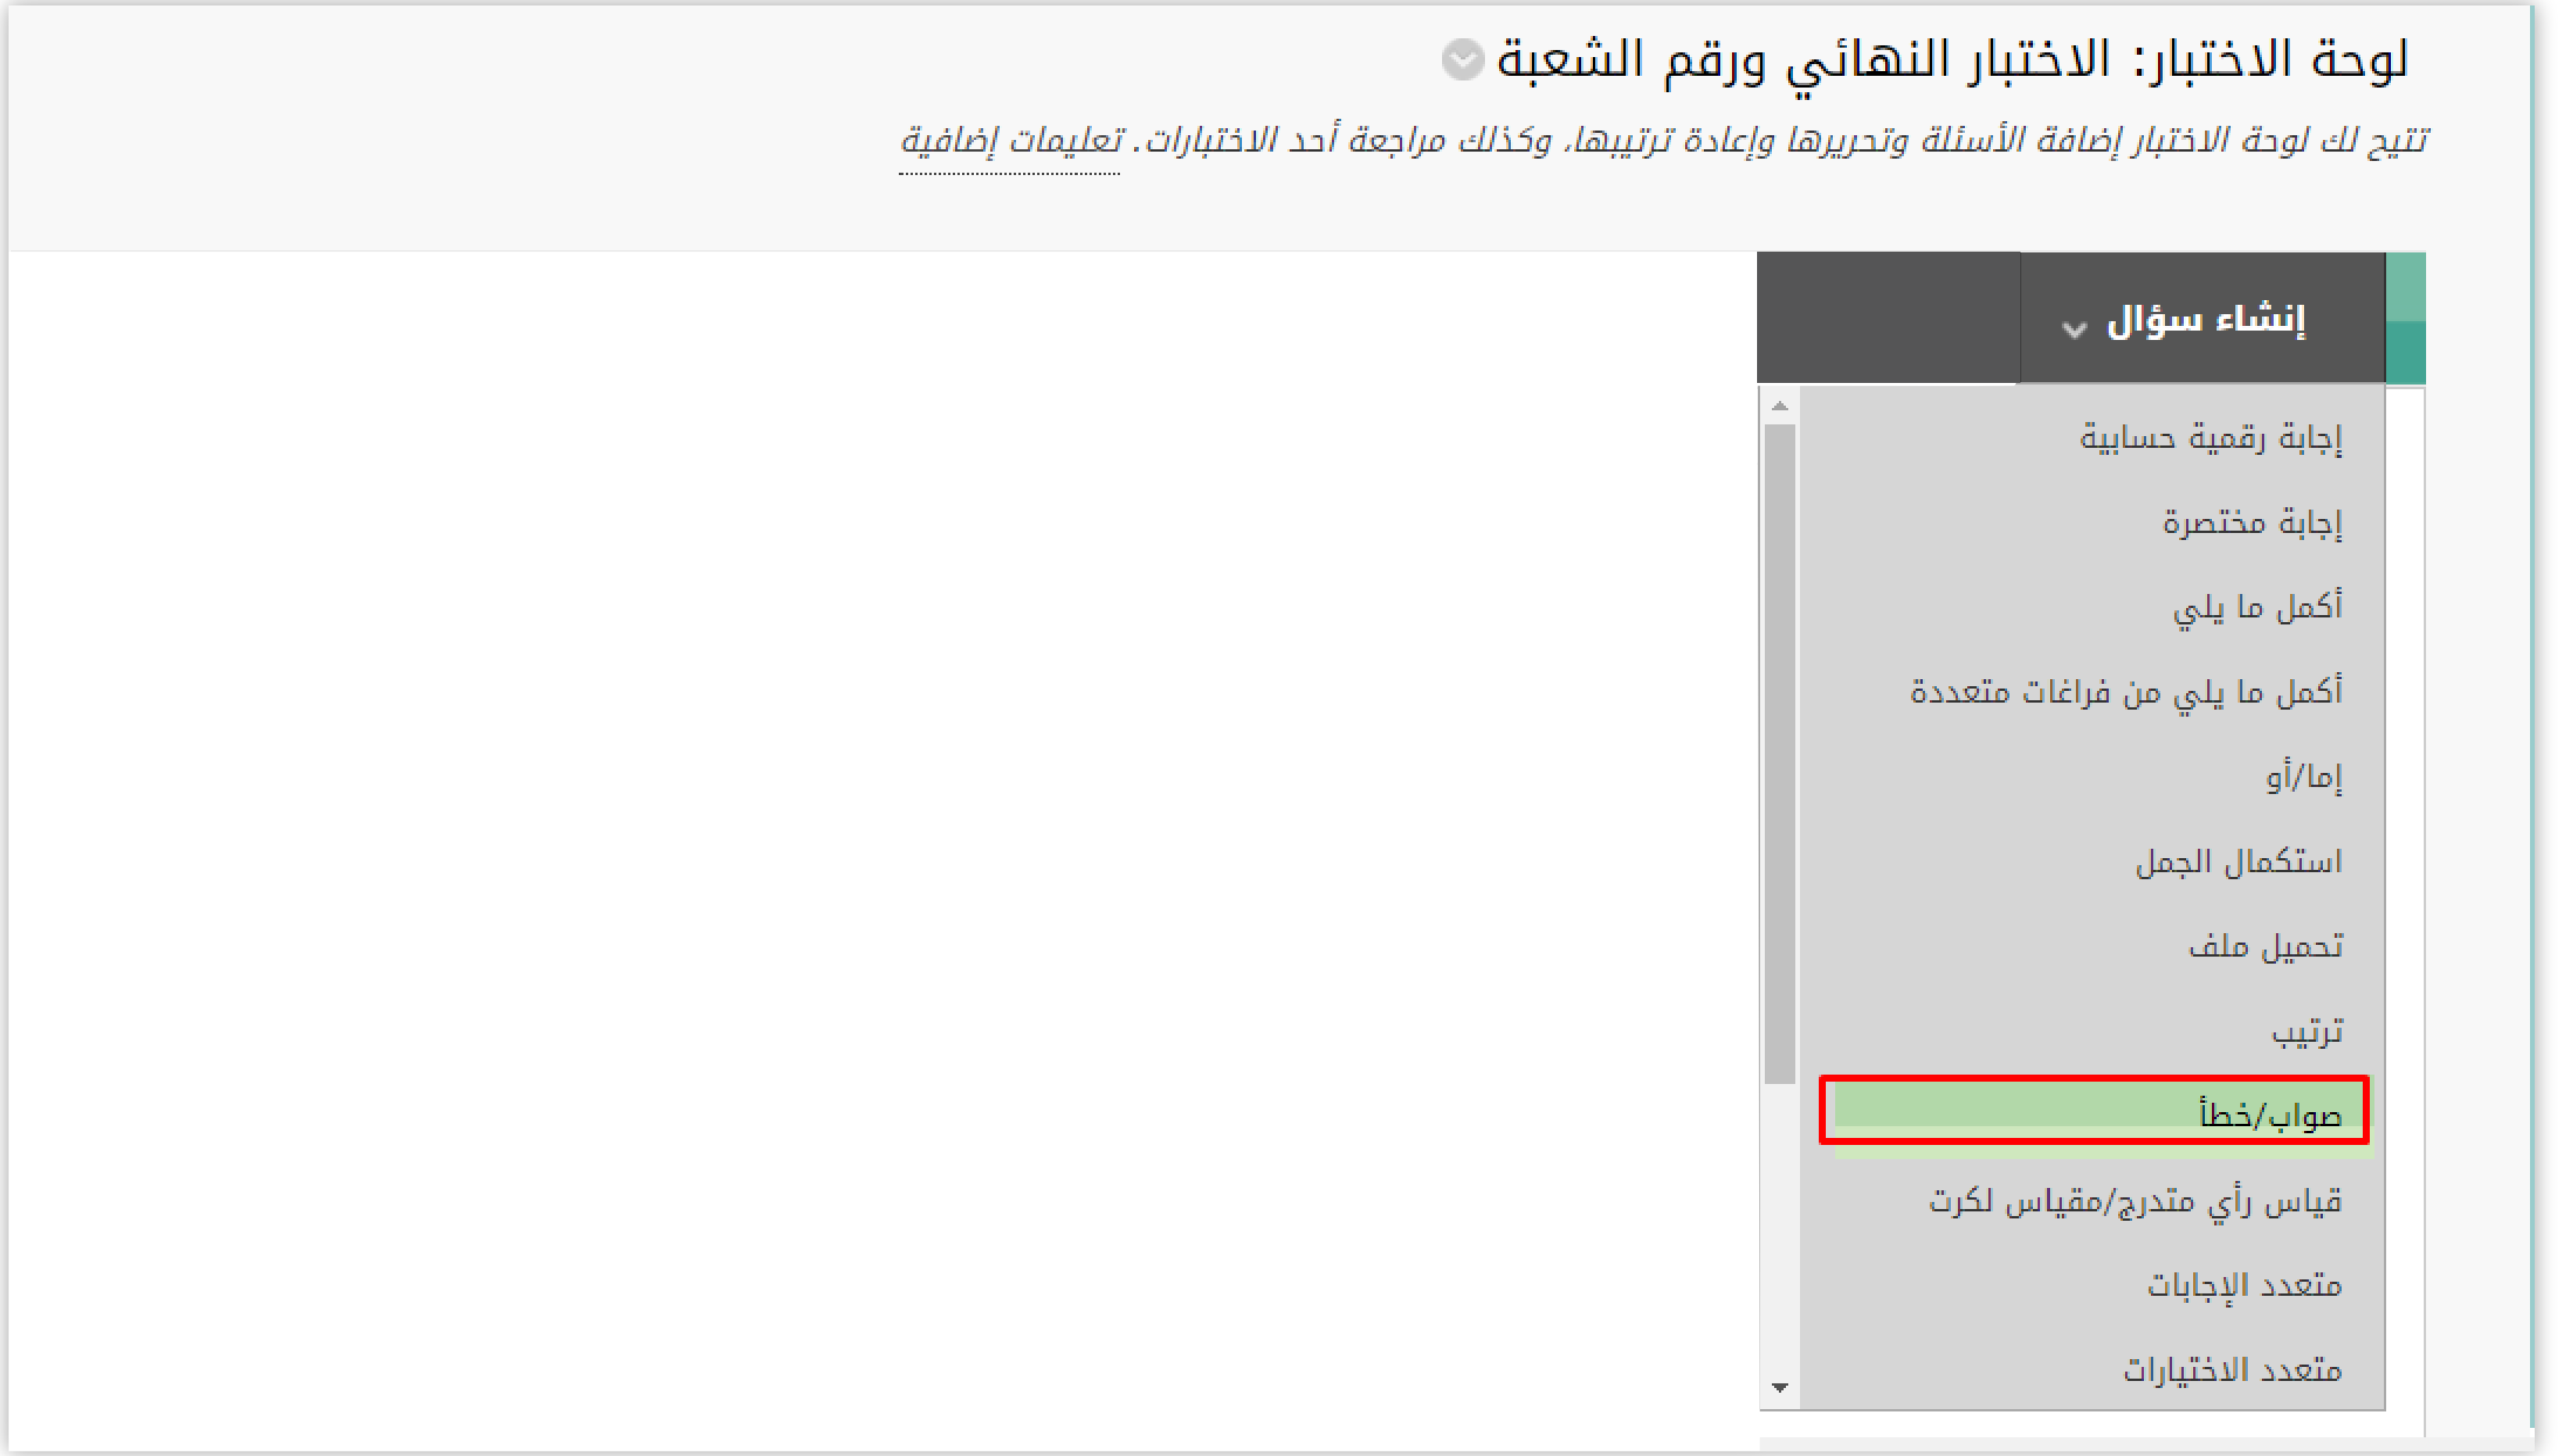 لوحة الاختبار: الاختبار النهائي ورقم الشعبة
تتيح لك لوحة الاختبار إضافة الأسئلة وتحريرها وإعادة ترتيبها، وكذلك مراجعة أحد الاختبارات. تعليمات إضافية
إنشاء سؤال
إجابة رقمية حسابية
إجابة مختصرة
أكمل ما يلي
أكمل ما يلي من فراغات متعددة
إما/أو
استكمال الجمل
تحميل ملف
ترتيب
صواب/خطأ
قياس رأي متدرج/مقياس لكرت
متعدد الإجابات
متعدد الاختيارات